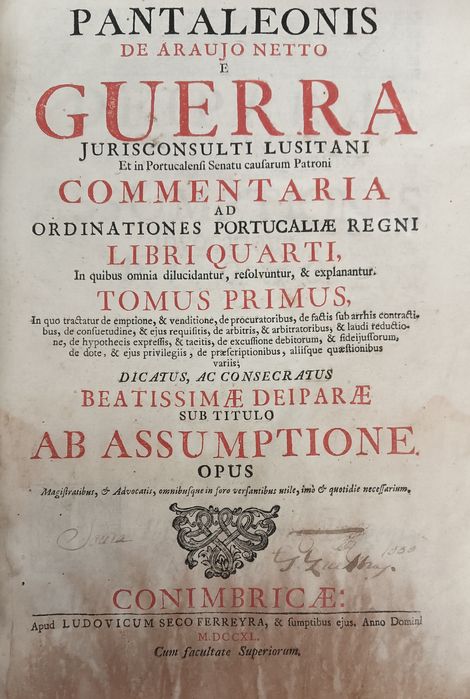 PANTALEONIS
DE ARAUJO NETTO
E
GUERRA
JURISCONSULTI LUSITANI
Et in Portucalensi Senatu causarum Patroni
COMMENTARIA
AD
ORDINATIONES PORTUCALIÆ REGNI
LIBRI QUARTI,
In quibus omnia dilucidantur, resolvuntur, & explanantur.
TOMUS PRIMUS,
In quo tractatur de emptione, & venditione, de procuratoribus, de factis sub arrhis contracti-
bus, de consuetudine, & ejus requisitis, de arbitris, & arbitratoribus, & laudi reductio-
ne, de hypothecis expressis, & tacitis, de excussione debitorum, & fideijussorum,
de dote, & ejus privilegiis, de præscriptionibus, aliisque quæstionibus
variis;
DICATUS, AC CONSECRATUS
BEATISSIMÆ DEIPARÆ
SUB TITULO
AB ASSUMPTIONE.
OPUS
Magistratibus, & Advocatis, omnibusque in foro versantibus utile, imò & quotidie necessarium.
CONIMBRICÆ:
Apud LUDOVICUM SECO FERREYRA, & sumptibus ejus. Anno Domini
M.DCCXL.
Cum facultate Superiorum.